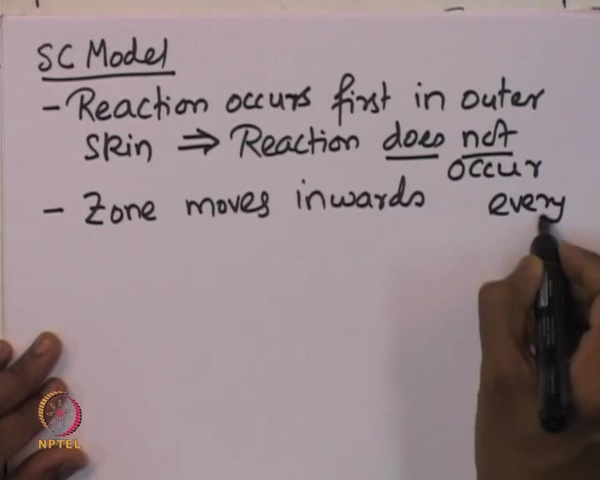 SC Model
- Reaction occurs first in outer
skin ⇒ Reaction does not
occur
- Zone moves inwards every
NPTEL